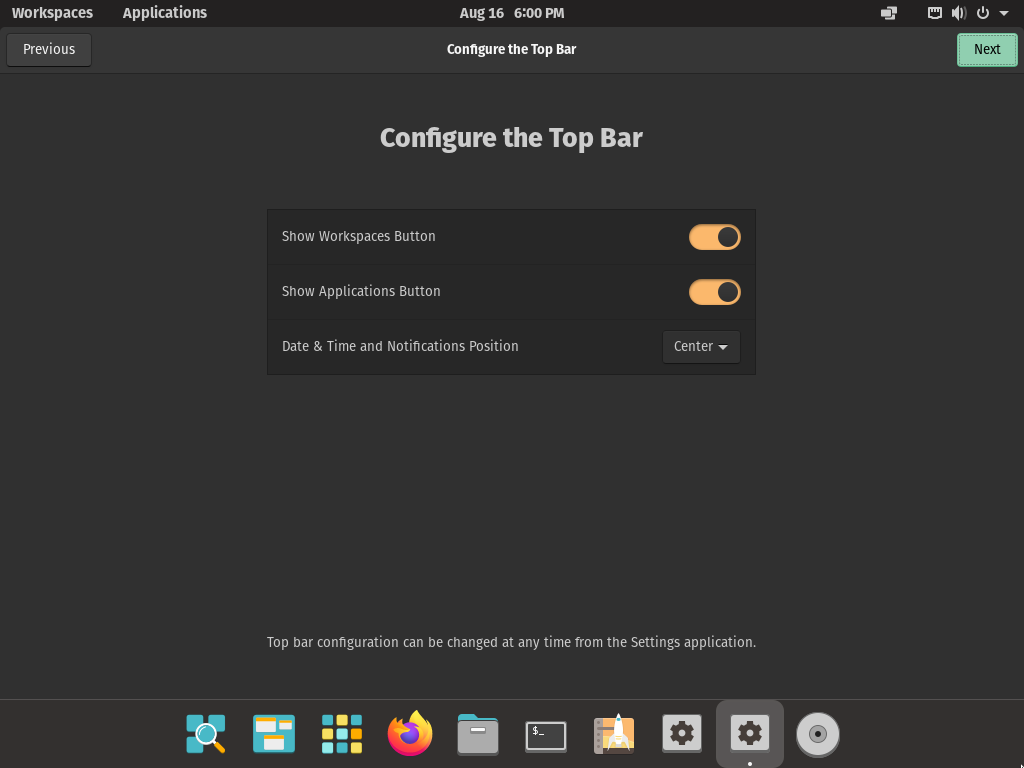 Workspaces Applications Aug 16 6:00 PM
Previous Configure the Top Bar Next
Configure the Top Bar
Show Workspaces Button
Show Applications Button
Date & Time and Notifications Position Center
Top bar configuration can be changed at any time from the Settings application.
$_